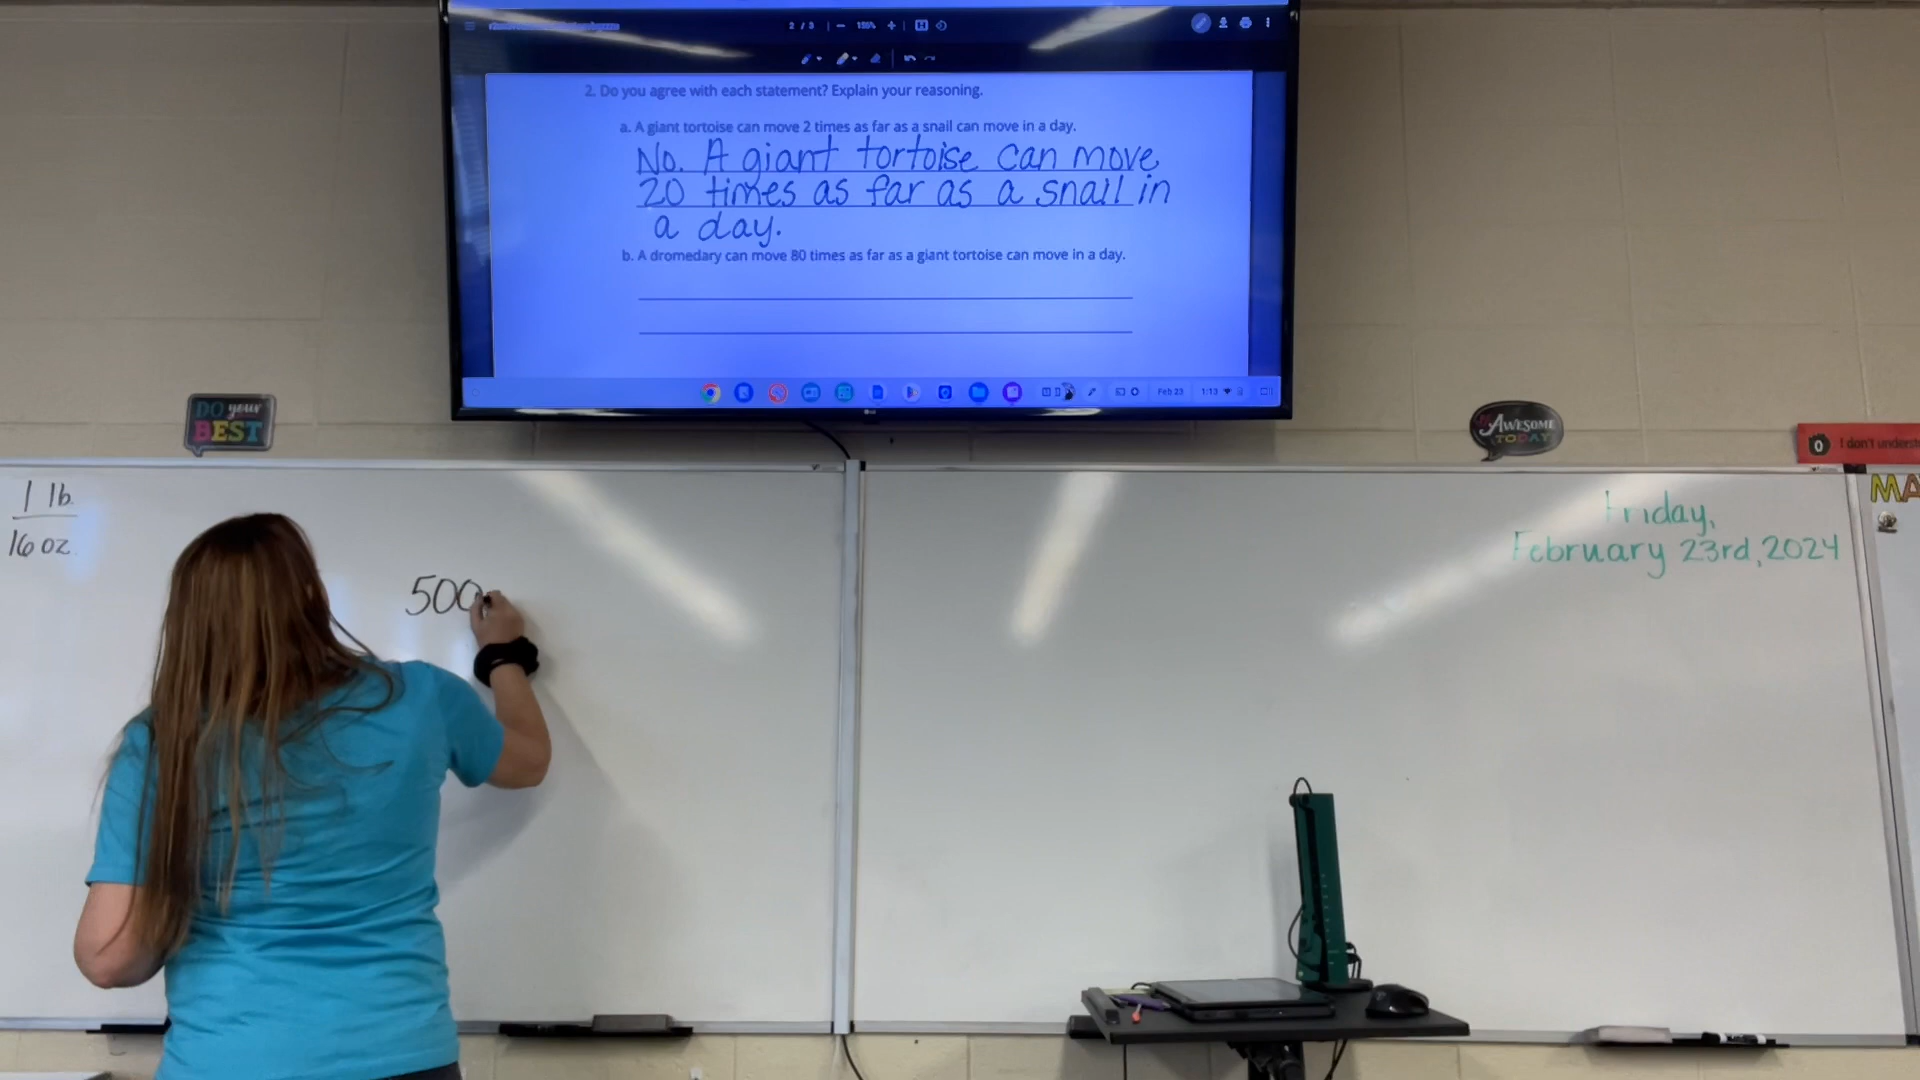 2 / 3
2. Do you agree with each statement? Explain your reasoning.
a. A giant tortoise can move 2 times as far as a snail can move in a day.
No. A giant tortoise can move
20 times as far as a snail in
a day.
b. A dromedary can move 80 times as far as a giant tortoise can move in a day.
Feb 23 1:13
DO your
BEST
AWESOME
TODAY
0 I don't underst
MA
1 lb.
16 oz.
500
Friday,
February 23rd, 2024